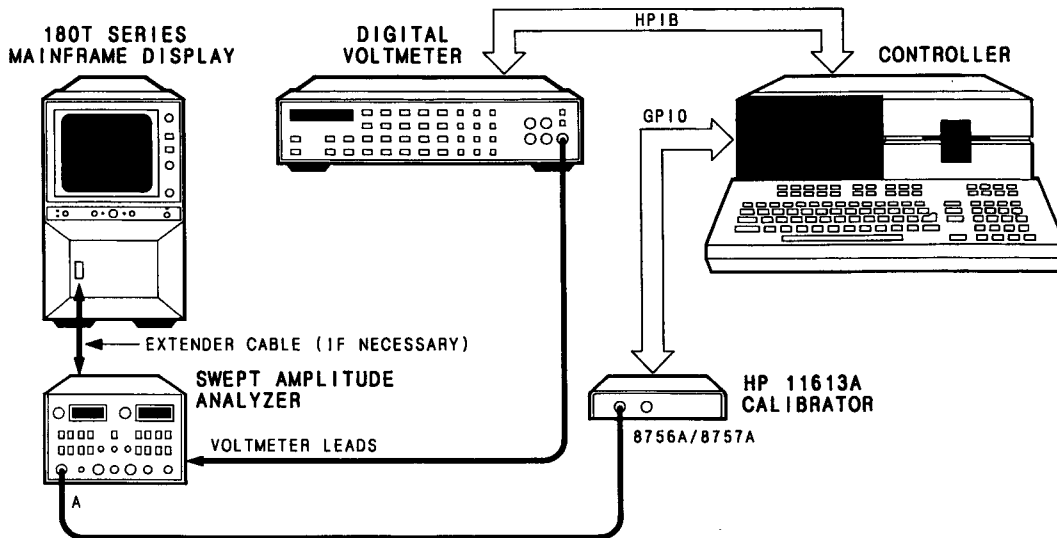 180T SERIES
MAINFRAME DISPLAY
DIGITAL
VOLTMETER
HPIB
CONTROLLER
GPIO
EXTENDER CABLE (IF NECESSARY)
SWEPT AMPLITUDE
ANALYZER
HP 11613A
CALIBRATOR
8756A/8757A
VOLTMETER LEADS
A